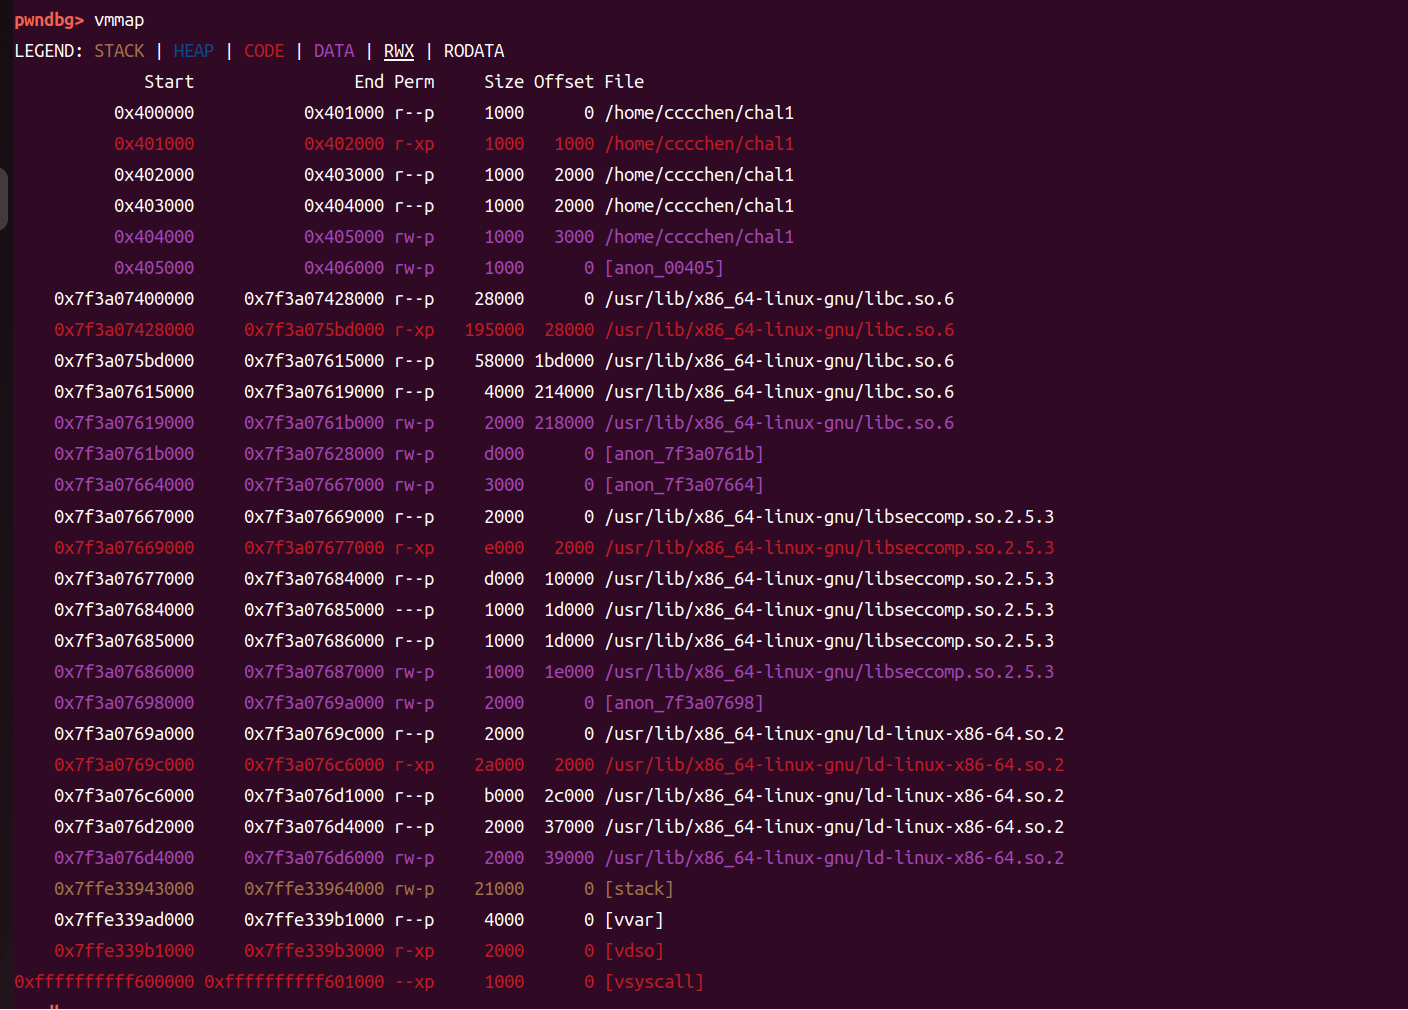 pwndbg> vmmap
LEGEND: STACK | HEAP | CODE | DATA | RWX | RODATA
Start End Perm Size Offset File
0x400000 0x401000 r--p 1000 0 /home/cccchen/chal1
0x401000 0x402000 r-xp 1000 1000 /home/cccchen/chal1
0x402000 0x403000 r--p 1000 2000 /home/cccchen/chal1
0x403000 0x404000 r--p 1000 2000 /home/cccchen/chal1
0x404000 0x405000 rw-p 1000 3000 /home/cccchen/chal1
0x405000 0x406000 rw-p 1000 0 [anon_00405]
0x7f3a07400000 0x7f3a07428000 r--p 28000 0 /usr/lib/x86_64-linux-gnu/libc.so.6
0x7f3a07428000 0x7f3a075bd000 r-xp 195000 28000 /usr/lib/x86_64-linux-gnu/libc.so.6
0x7f3a075bd000 0x7f3a07615000 r--p 58000 1bd000 /usr/lib/x86_64-linux-gnu/libc.so.6
0x7f3a07615000 0x7f3a07619000 r--p 4000 214000 /usr/lib/x86_64-linux-gnu/libc.so.6
0x7f3a07619000 0x7f3a0761b000 rw-p 2000 218000 /usr/lib/x86_64-linux-gnu/libc.so.6
0x7f3a0761b000 0x7f3a07628000 rw-p d000 0 [anon_7f3a0761b]
0x7f3a07664000 0x7f3a07667000 rw-p 3000 0 [anon_7f3a07664]
0x7f3a07667000 0x7f3a07669000 r--p 2000 0 /usr/lib/x86_64-linux-gnu/libseccomp.so.2.5.3
0x7f3a07669000 0x7f3a07677000 r-xp e000 2000 /usr/lib/x86_64-linux-gnu/libseccomp.so.2.5.3
0x7f3a07677000 0x7f3a07684000 r--p d000 10000 /usr/lib/x86_64-linux-gnu/libseccomp.so.2.5.3
0x7f3a07684000 0x7f3a07685000 ---p 1000 1d000 /usr/lib/x86_64-linux-gnu/libseccomp.so.2.5.3
0x7f3a07685000 0x7f3a07686000 r--p 1000 1d000 /usr/lib/x86_64-linux-gnu/libseccomp.so.2.5.3
0x7f3a07686000 0x7f3a07687000 rw-p 1000 1e000 /usr/lib/x86_64-linux-gnu/libseccomp.so.2.5.3
0x7f3a07698000 0x7f3a0769a000 rw-p 2000 0 [anon_7f3a07698]
0x7f3a0769a000 0x7f3a0769c000 r--p 2000 0 /usr/lib/x86_64-linux-gnu/ld-linux-x86-64.so.2
0x7f3a0769c000 0x7f3a076c6000 r-xp 2a000 2000 /usr/lib/x86_64-linux-gnu/ld-linux-x86-64.so.2
0x7f3a076c6000 0x7f3a076d1000 r--p b000 2c000 /usr/lib/x86_64-linux-gnu/ld-linux-x86-64.so.2
0x7f3a076d2000 0x7f3a076d4000 r--p 2000 37000 /usr/lib/x86_64-linux-gnu/ld-linux-x86-64.so.2
0x7f3a076d4000 0x7f3a076d6000 rw-p 2000 39000 /usr/lib/x86_64-linux-gnu/ld-linux-x86-64.so.2
0x7ffe33943000 0x7ffe33964000 rw-p 21000 0 [stack]
0x7ffe339ad000 0x7ffe339b1000 r--p 4000 0 [vvar]
0x7ffe339b1000 0x7ffe339b3000 r-xp 2000 0 [vdso]
0xffffffffff600000 0xffffffffff601000 --xp 1000 0 [vsyscall]